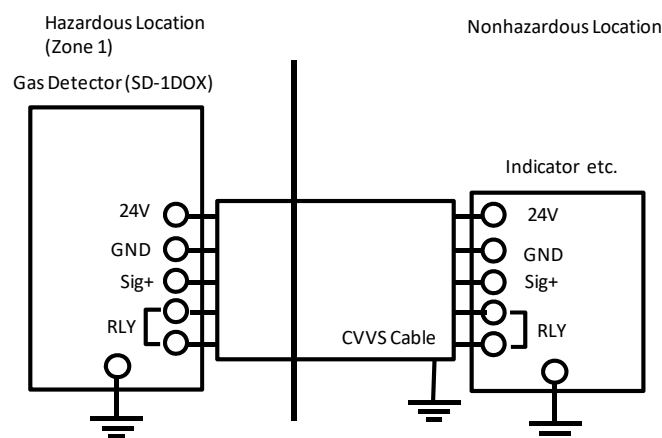 Hazardous Location
(Zone 1)
Nonhazardous Location
Gas Detector (SD-1DOX)
Indicator etc.
24V
GND
Sig+
RLY
CVVS Cable
24V
GND
Sig+
RLY